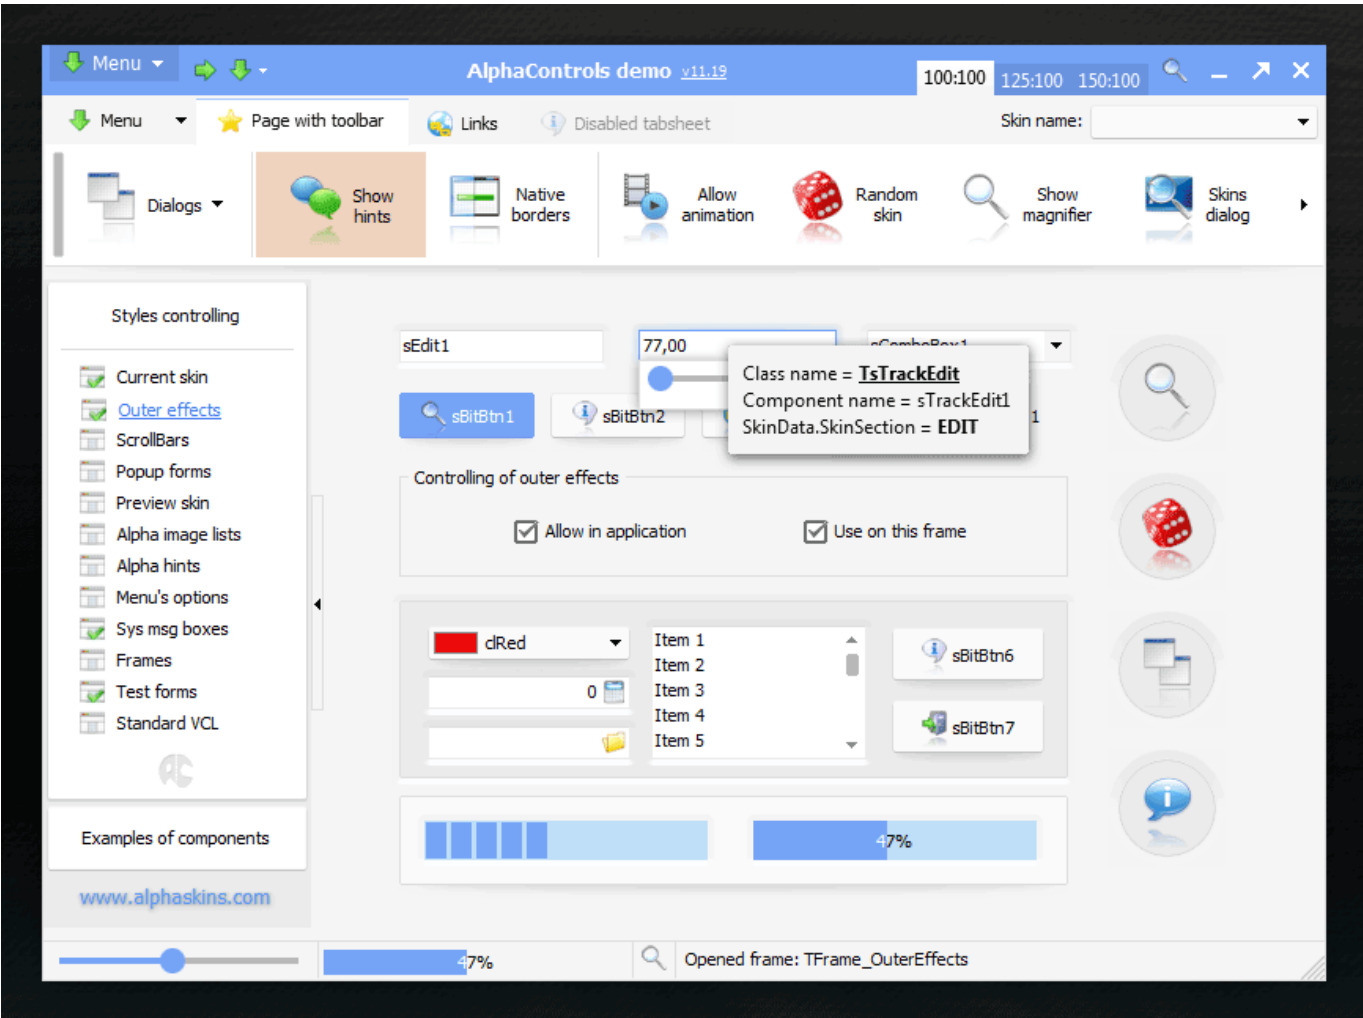 Menu
AlphaControls demo v11.19
100:100
125:100
150:100
Menu
Page with toolbar
Links
Disabled tabsheet
Skin name:
Dialogs
Show
hints
Native
borders
Allow
animation
Random
skin
Show
magnifier
Skins
dialog
Styles controlling
Current skin
Outer effects
ScrollBars
Popup forms
Preview skin
Alpha image lists
Alpha hints
Menu's options
Sys msg boxes
Frames
Test forms
Standard VCL
AC
Examples of components
www.alphaskins.com
sEdit1
77,00
sComboBox1
Class name = TsTrackEdit
Component name = sTrackEdit1
SkinData.SkinSection = EDIT
sBitBtn1
sBitBtn2
1
Controlling of outer effects
Allow in application
Use on this frame
clRed
0
Item 1
Item 2
Item 3
Item 4
Item 5
sBitBtn6
sBitBtn7
47%
47%
Opened frame: TFrame_OuterEffects